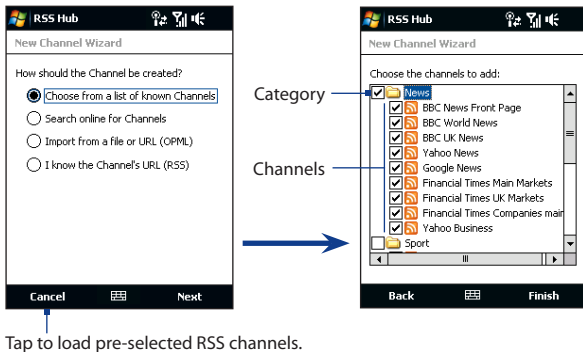 RSS Hub
New Channel Wizard
How should the Channel be created?
Choose from a list of known Channels
Search online for Channels
Import from a file or URL (OPML)
I know the Channel's URL (RSS)
Cancel
Next
Tap to load pre-selected RSS channels.
Category
Channels
RSS Hub
New Channel Wizard
Choose the channels to add:
News
BBC News Front Page
BBC World News
BBC UK News
Yahoo News
Google News
Financial Times Main Markets
Financial Times UK Markets
Financial Times Companies mair
Yahoo Business
Sport
Back
Finish